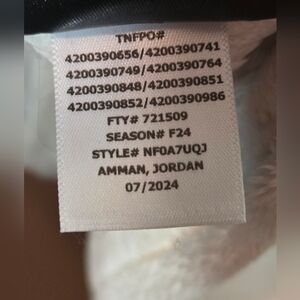 TNFPO#
4200390656/4200390741
4200390749/4200390764
4200390848/4200390851
4200390852/4200390986
FTY# 721509
SEASON# F24
STYLE# NF0A7UQJ
AMMAN, JORDAN
07/2024